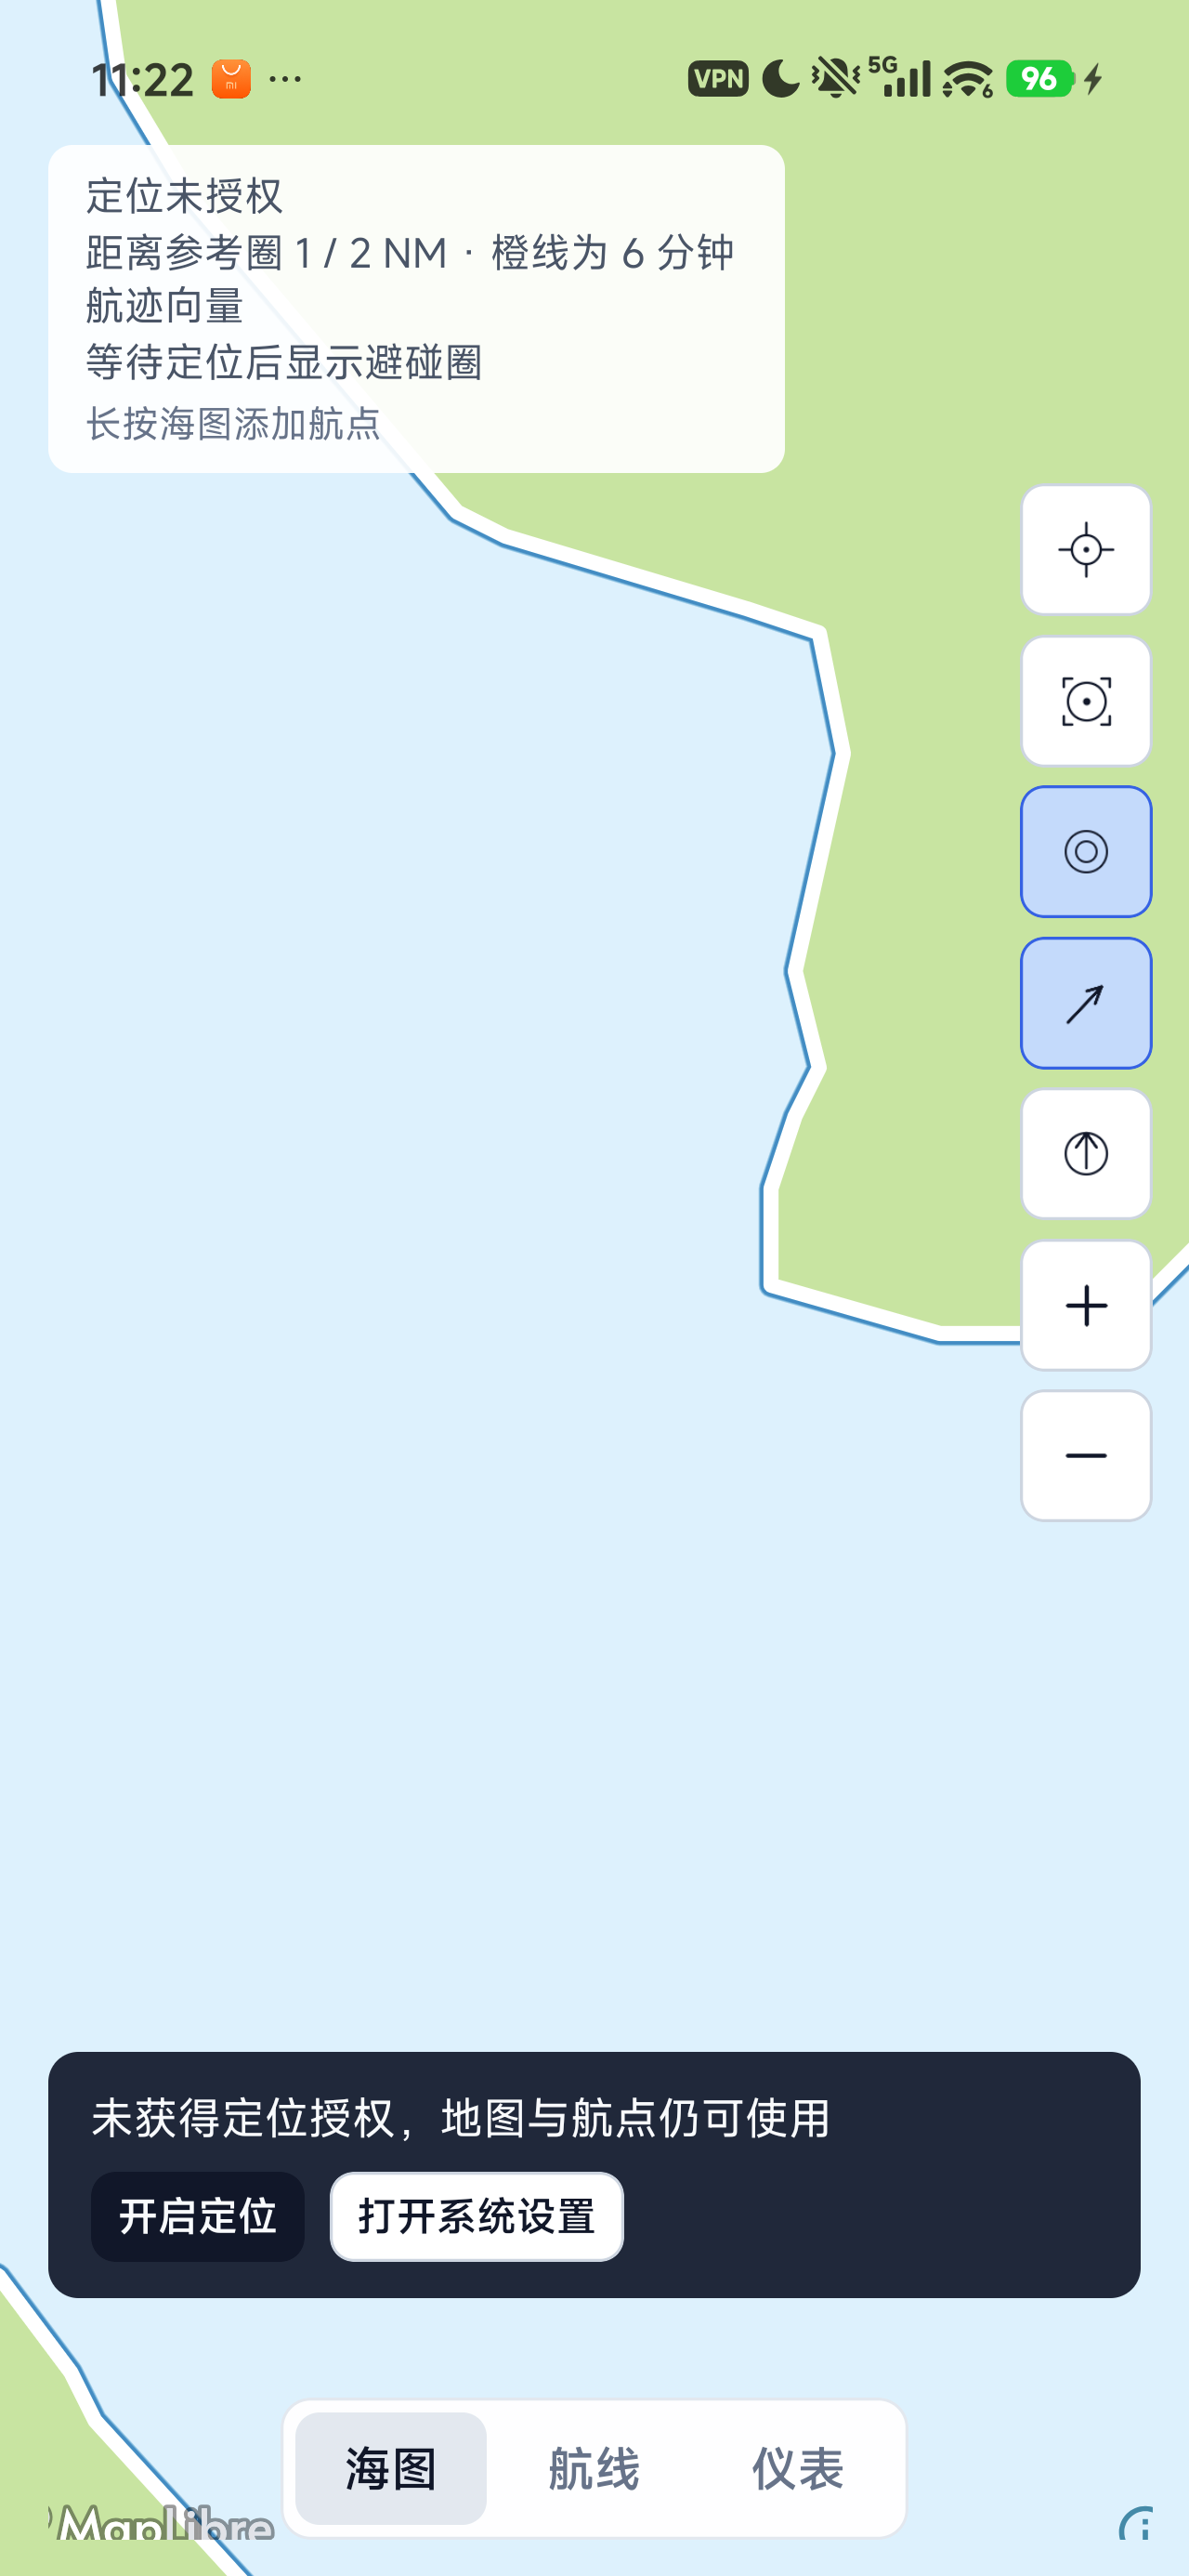 11:22
mi
VPN
5G
6
96
定位未授权
距离参考圈 1 / 2 NM · 橙线为 6 分钟
航迹向量
等待定位后显示避碰圈
长按海图添加航点
未获得定位授权，地图与航点仍可使用
开启定位
打开系统设置
海图
航线
仪表
MapLibre